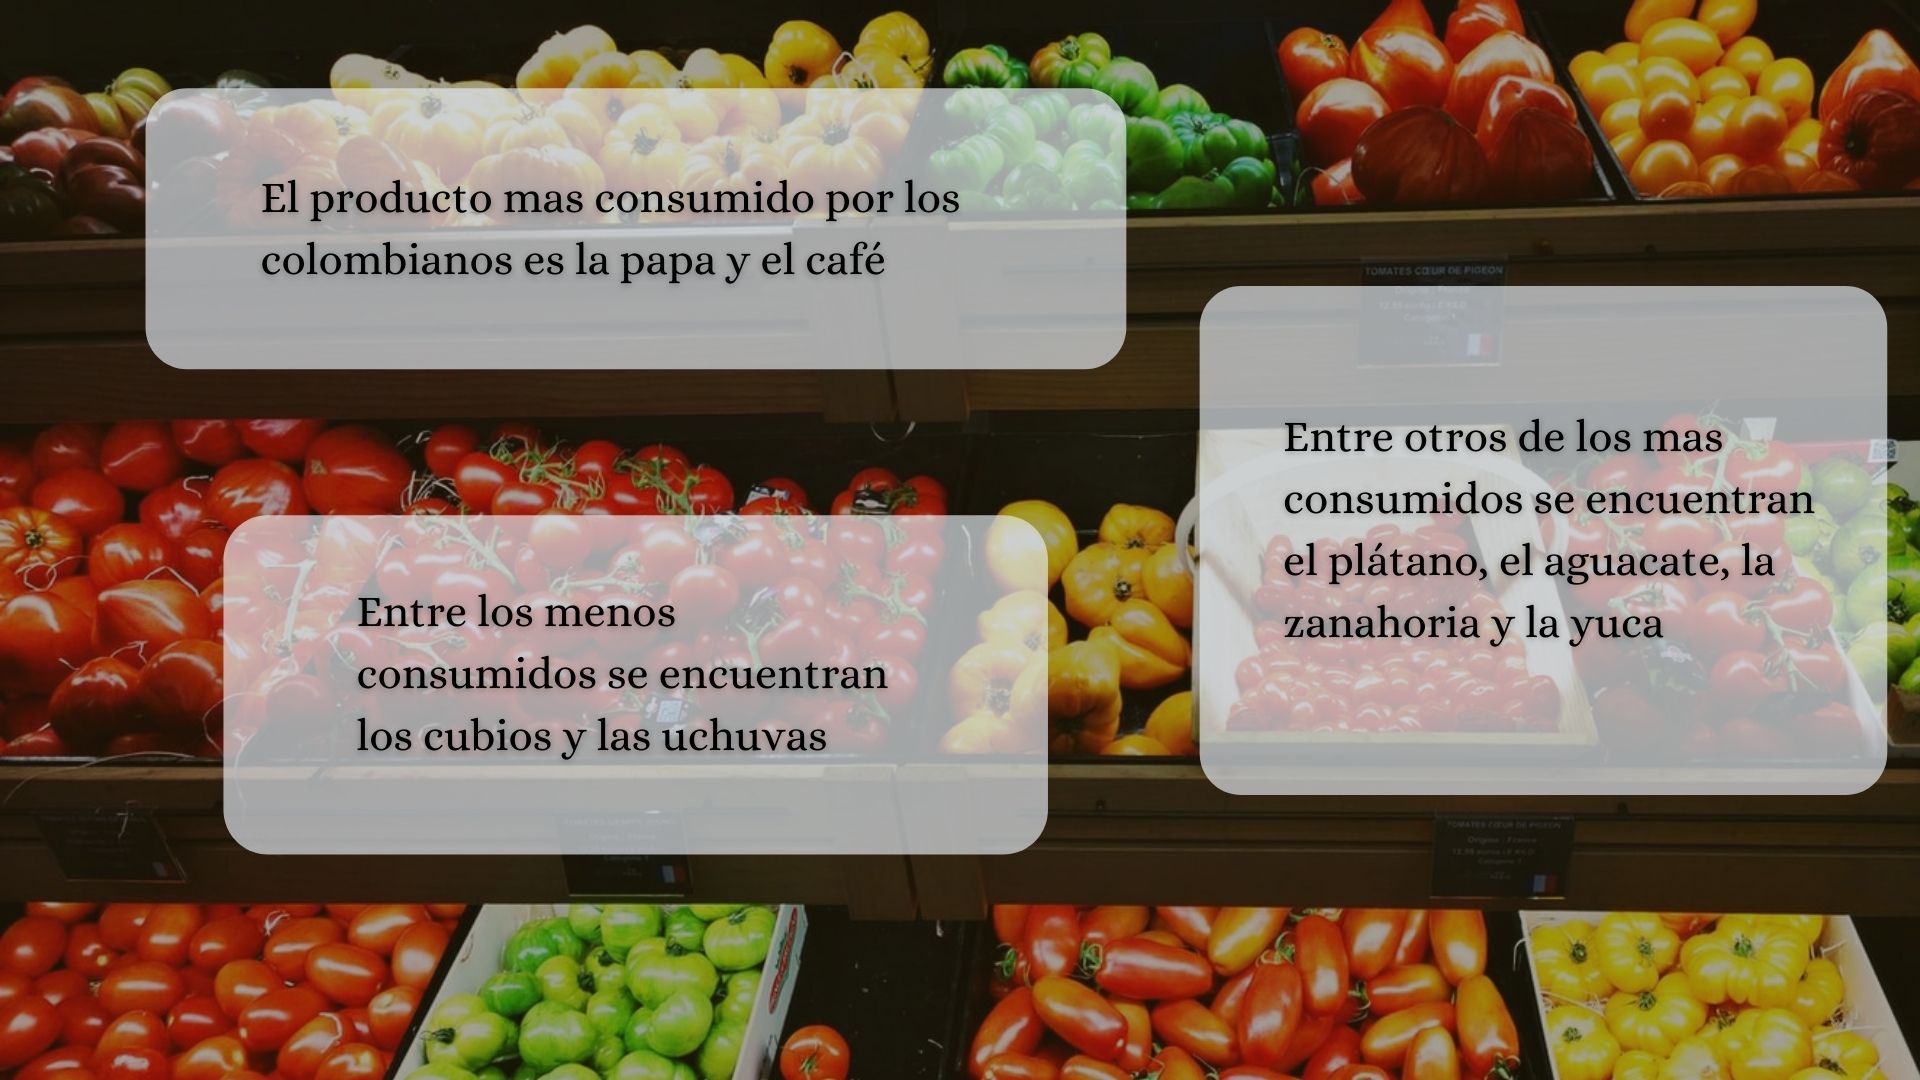 El producto mas consumido por los
colombianos es la papa y el café
TOMATES CŒUR DE PIGEON
Entre otros de los mas
consumidos se encuentran
el plátano, el aguacate, la
zanahoria y la yuca
Entre los menos
consumidos se encuentran
los cubios y las uchuvas
TOMATES CŒUR DE PIGEON
Origine : France